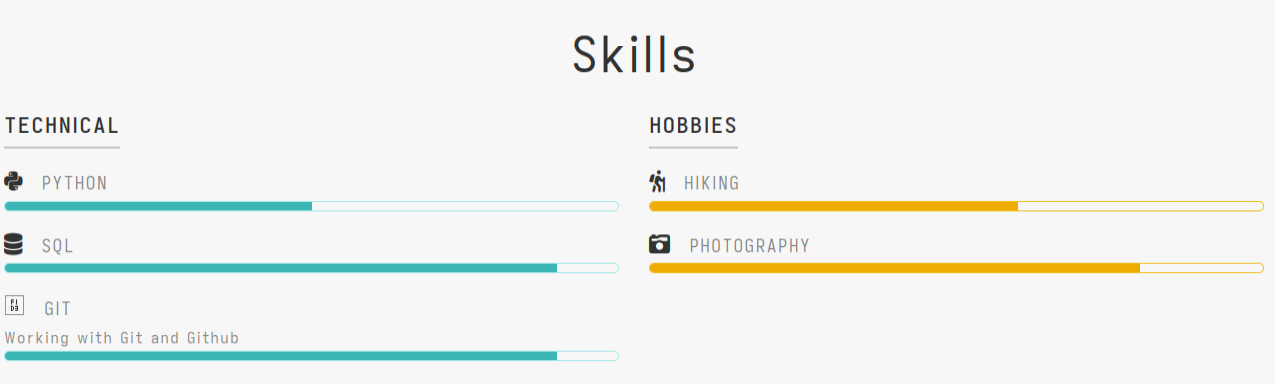 Skills
TECHNICAL
PYTHON
SQL
GIT
Working with Git and Github
HOBBIES
HIKING
PHOTOGRAPHY